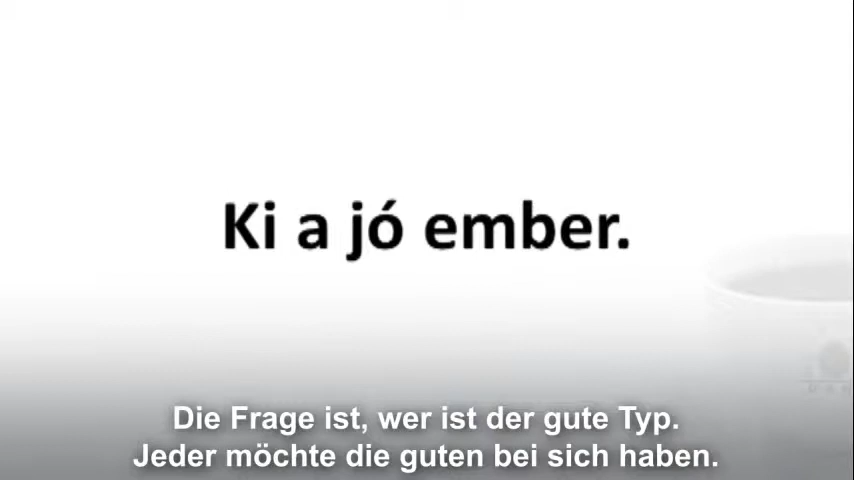 Ki a jó ember.
Die Frage ist, wer ist der gute Typ.
Jeder möchte die guten bei sich haben.